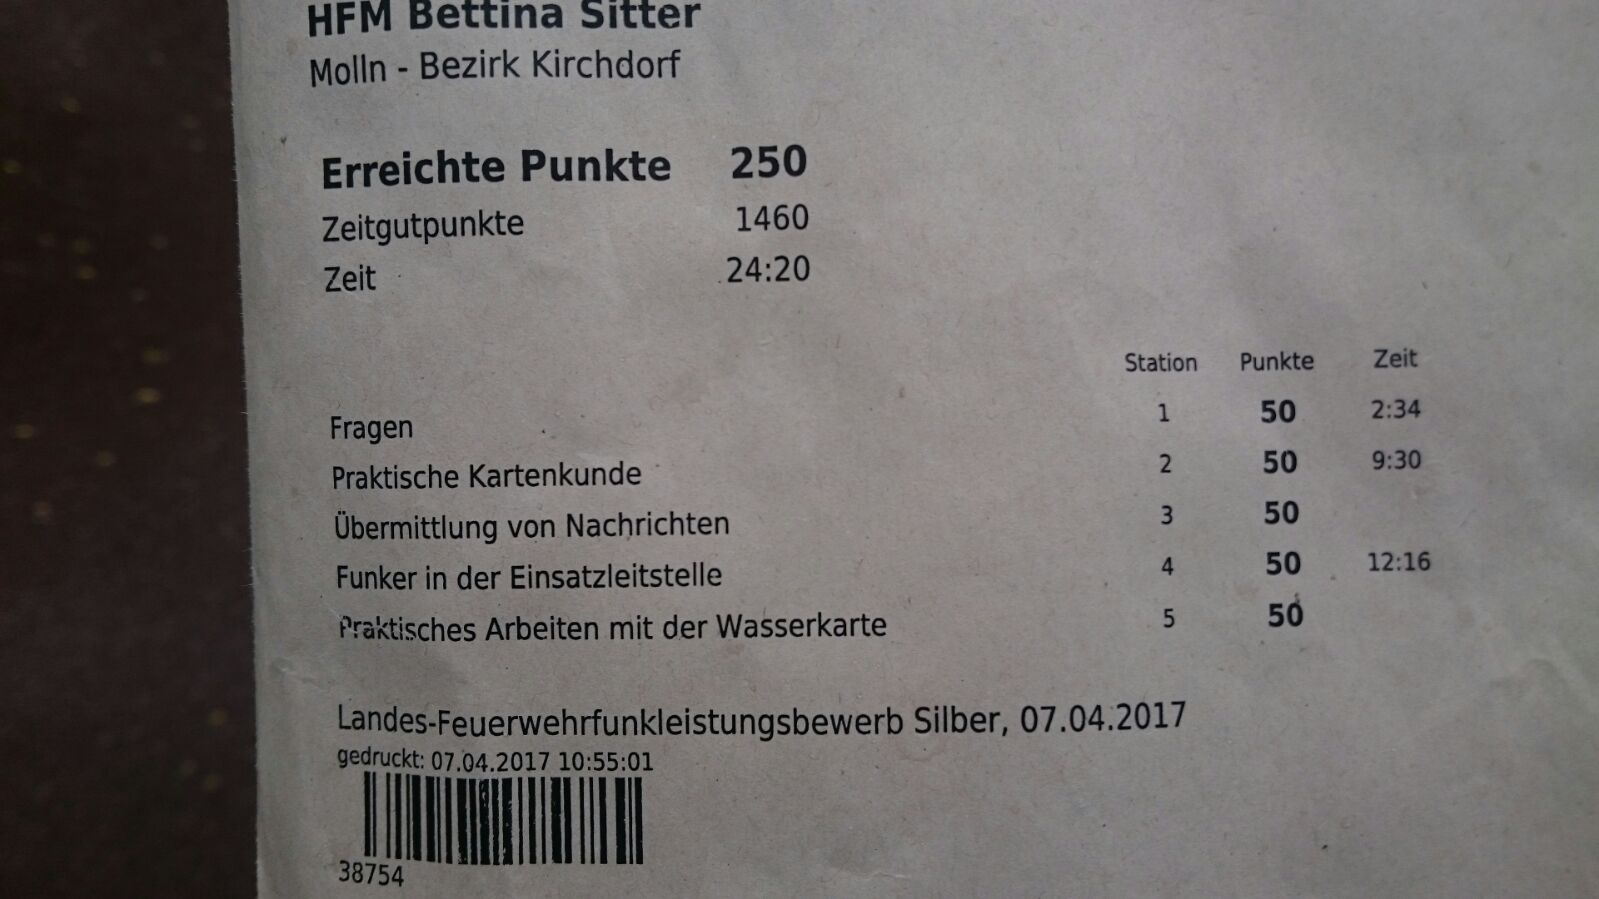 HFM Bettina Sitter
Molln - Bezirk Kirchdorf
Erreichte Punkte 250
Zeitgutpunkte 1460
Zeit 24:20
Station Punkte Zeit
Fragen 1 50 2:34
Praktische Kartenkunde 2 50 9:30
Übermittlung von Nachrichten 3 50
Funker in der Einsatzleitstelle 4 50 12:16
Praktisches Arbeiten mit der Wasserkarte 5 50
Landes-Feuerwehrfunkleistungsbewerb Silber, 07.04.2017
gedruckt: 07.04.2017 10:55:01
38754